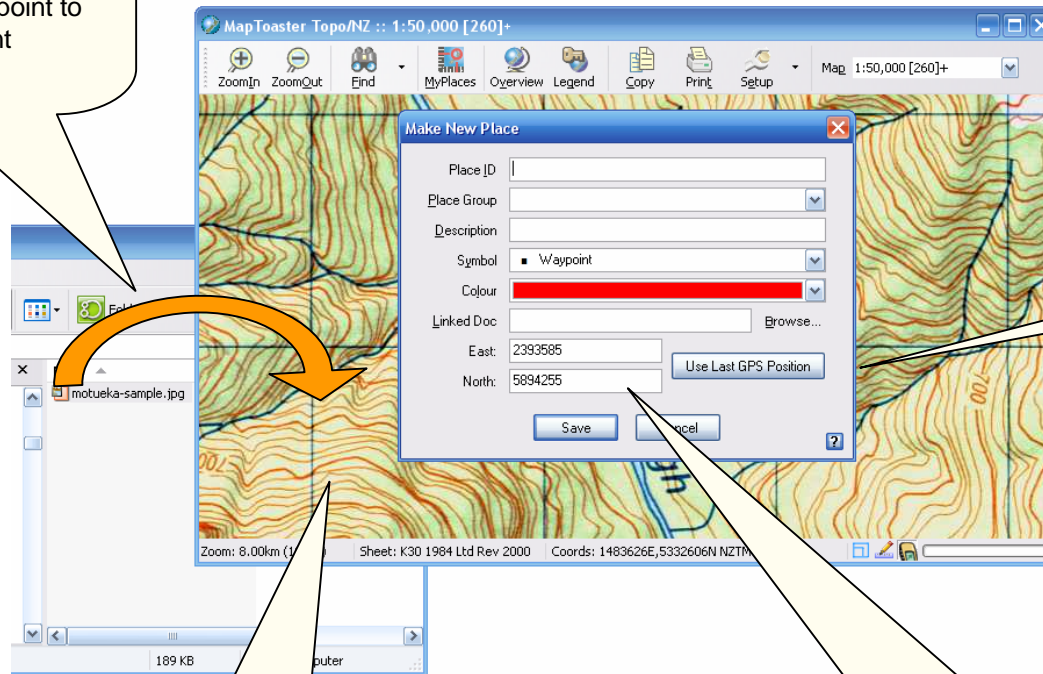 point to
nt
MapToaster Topo/NZ :: 1:50,000 [260]+
ZoomIn ZoomOut Find MyPlaces Overview Legend Copy Print Setup Map 1:50,000 [260]+
Make New Place
Place ID
Place Group
Description
Symbol Waypoint
Colour
Linked Doc Browse...
East: 2393585
North: 5894255
Use Last GPS Position
Save
?
motueka-sample.jpg
700
700
gh
Zoom: 8.00km Sheet: K30 1984 Ltd Rev 2000 Coords: 1483626E,5332606N NZTM
189 KB